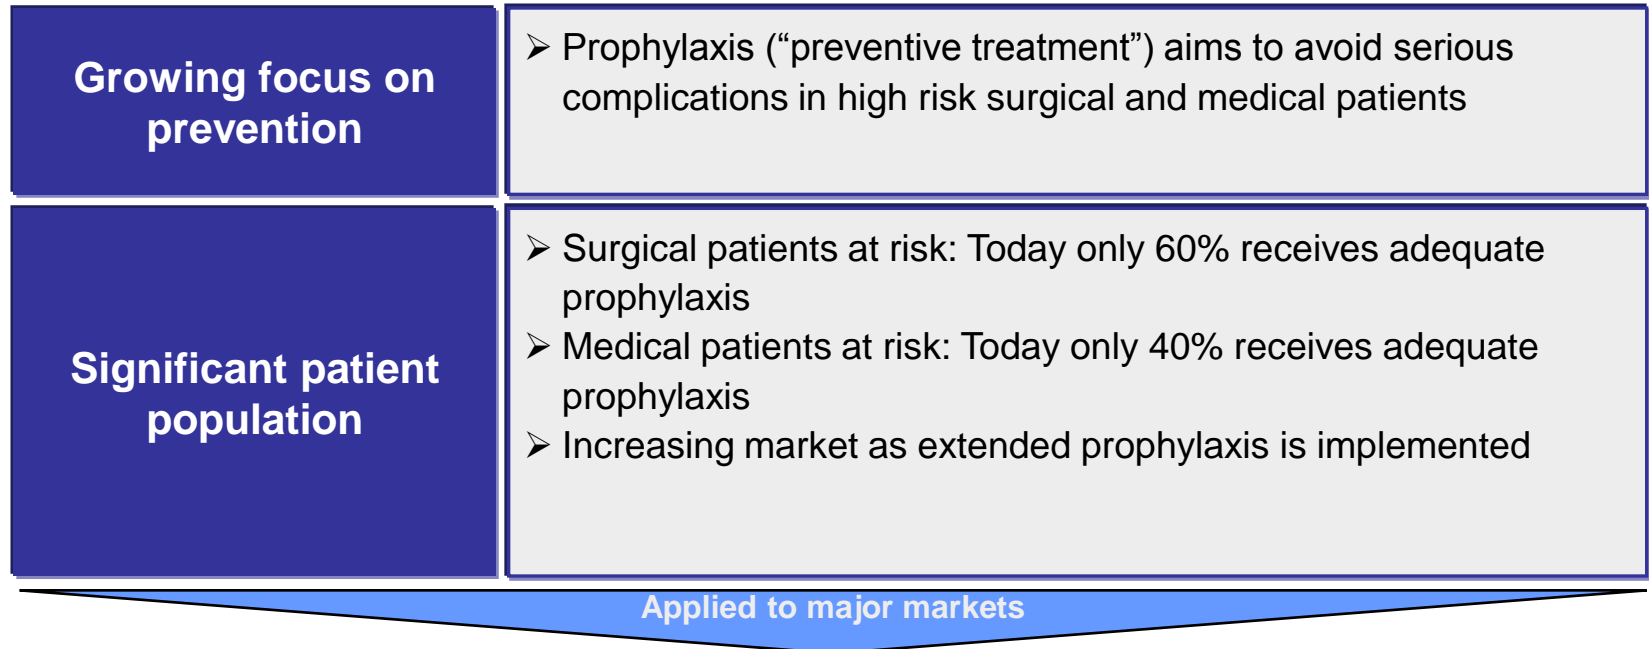 Growing focus on
prevention
➢ Prophylaxis (“preventive treatment”) aims to avoid serious
complications in high risk surgical and medical patients
Significant patient
population
➢ Surgical patients at risk: Today only 60% receives adequate
prophylaxis
➢ Medical patients at risk: Today only 40% receives adequate
prophylaxis
➢ Increasing market as extended prophylaxis is implemented
Applied to major markets